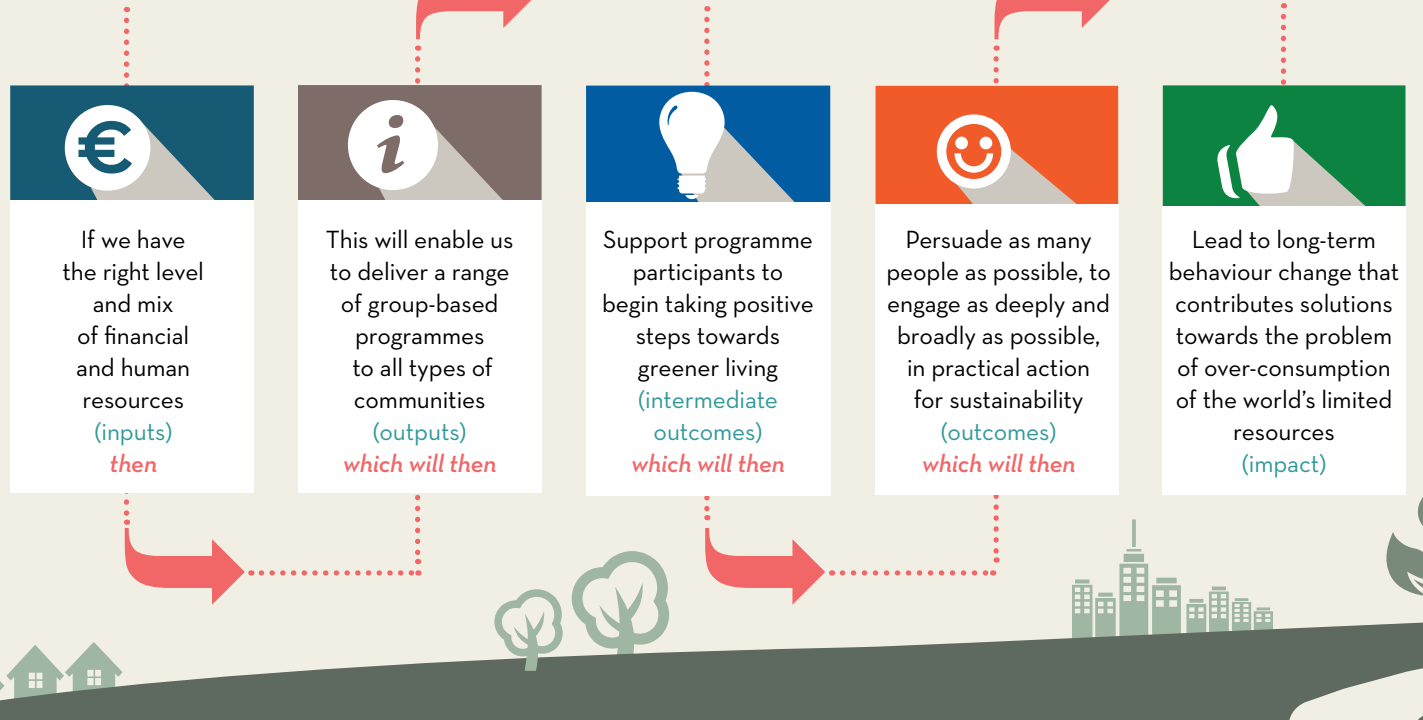 If we have
the right level
and mix
of financial
and human
resources
(inputs)
then
This will enable us
to deliver a range
of group-based
programmes
to all types of
communities
(outputs)
which will then
Support programme
participants to
begin taking positive
steps towards
greener living
(intermediate
outcomes)
which will then
Persuade as many
people as possible, to
engage as deeply and
broadly as possible,
in practical action
for sustainability
(outcomes)
which will then
Lead to long-term
behaviour change that
contributes solutions
towards the problem
of over-consumption
of the world’s limited
resources
(impact)